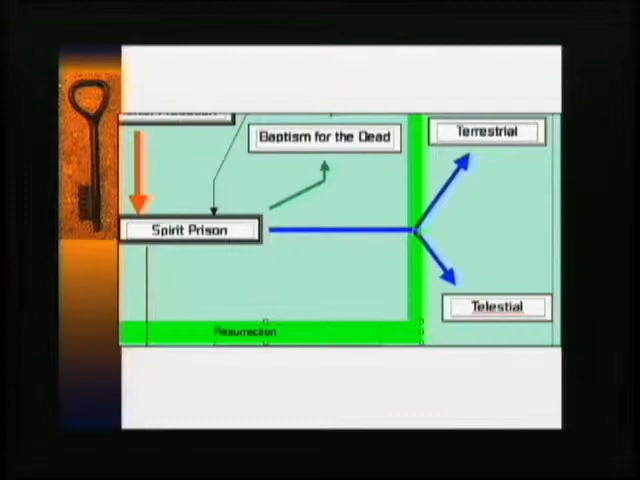 Baptism for the Dead
Terrestrial
Spirit Prison
Telestial
Resurrection